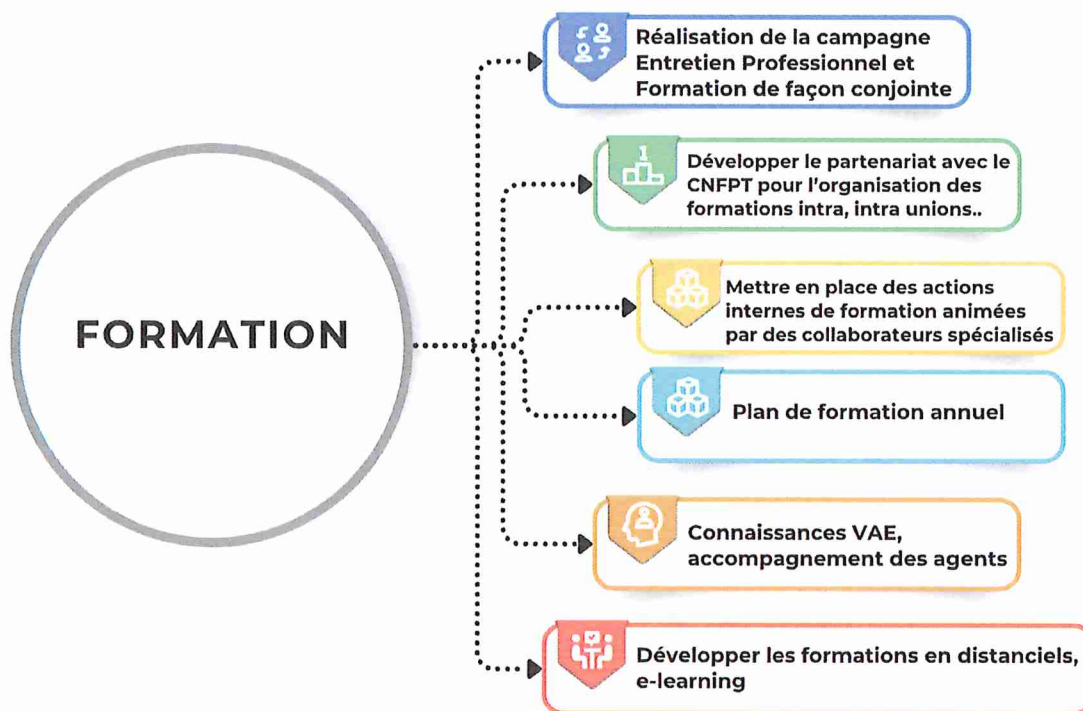 Réalisation de la campagne
Entretien Professionnel et
Formation de façon conjointe
1
Développer le partenariat avec le
CNFPT pour l'organisation des
formations intra, intra unions..
Mettre en place des actions
internes de formation animées
par des collaborateurs spécialisés
FORMATION
Plan de formation annuel
Connaissances VAE,
accompagnement des agents
Développer les formations en distanciels,
e-learning